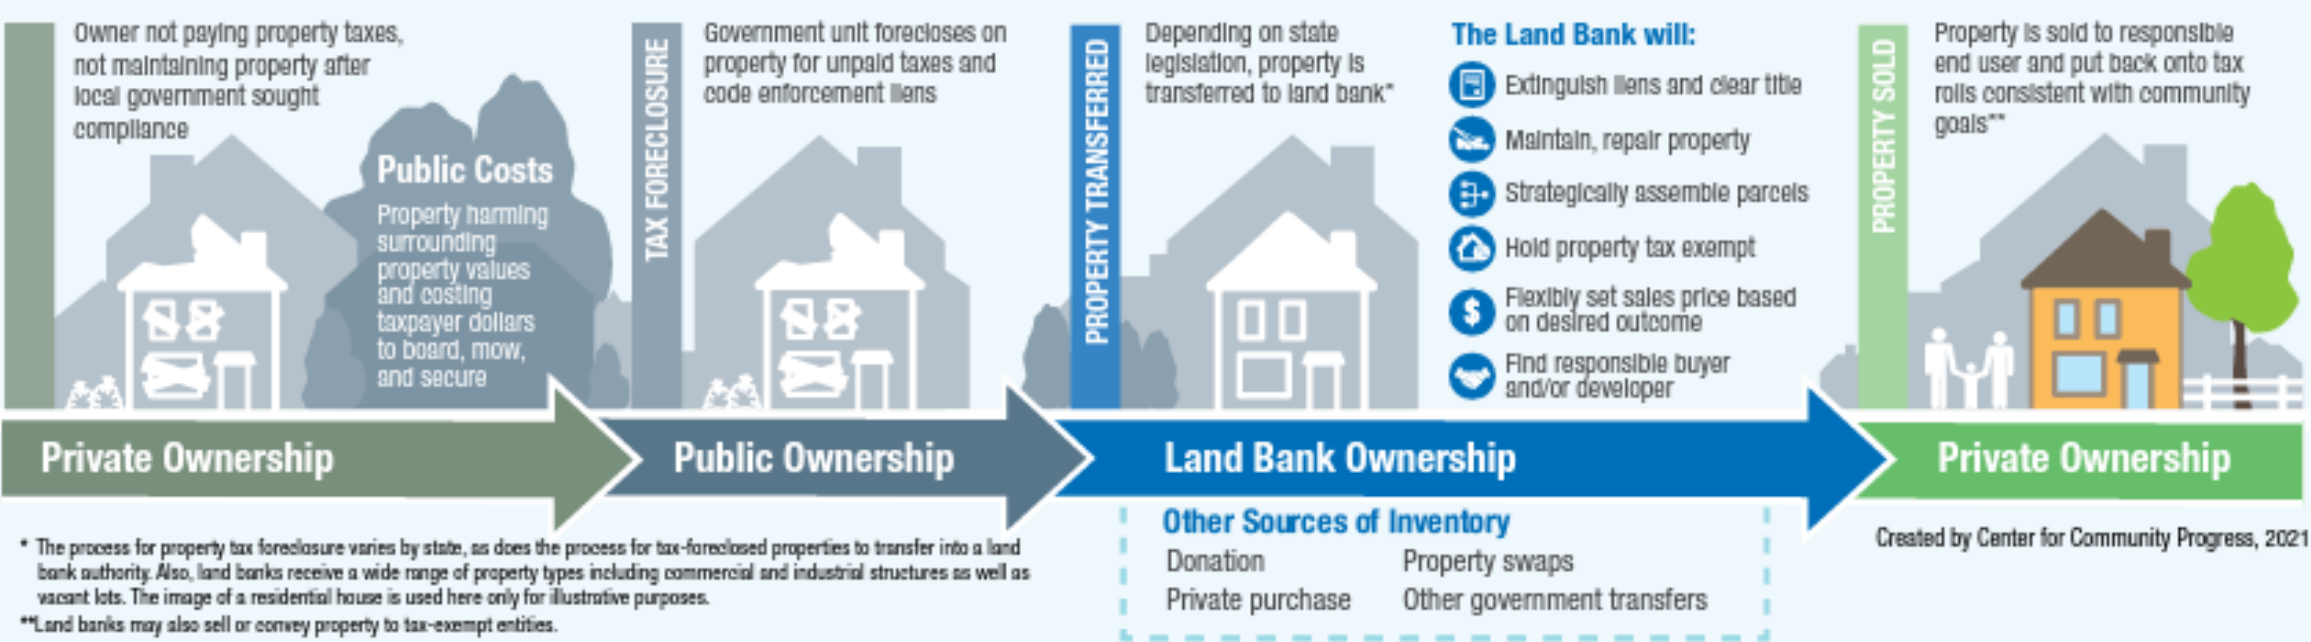 Owner not paying property taxes,
not maintaining property after
local government sought
compliance
Public Costs
Property harming
surrounding
property values
and costing
taxpayer dollars
to board, mow,
and secure
TAX FORECLOSURE
Government unit forecloses on
property for unpaid taxes and
code enforcement liens
PROPERTY TRANSFERRED
Depending on state
legislation, property is
transferred to land bank*
The Land Bank will:
Extinguish liens and clear title
Maintain, repair property
Strategically assemble parcels
Hold property tax exempt
$
Flexibly set sales price based
on desired outcome
Find responsible buyer
and/or developer
PROPERTY SOLD
Property is sold to responsible
end user and put back onto tax
rolls consistent with community
goals**
Private Ownership
Public Ownership
Land Bank Ownership
Private Ownership
* The process for property tax foreclosure varies by state, as does the process for tax-foreclosed properties to transfer into a land
bank authority. Also, land banks receive a wide range of property types including commercial and industrial structures as well as
vacant lots. The image of a residential house is used here only for illustrative purposes.
**Land banks may also sell or convey property to tax-exempt entities.
Other Sources of Inventory
Donation
Property swaps
Private purchase
Other government transfers
Created by Center for Community Progress, 2021